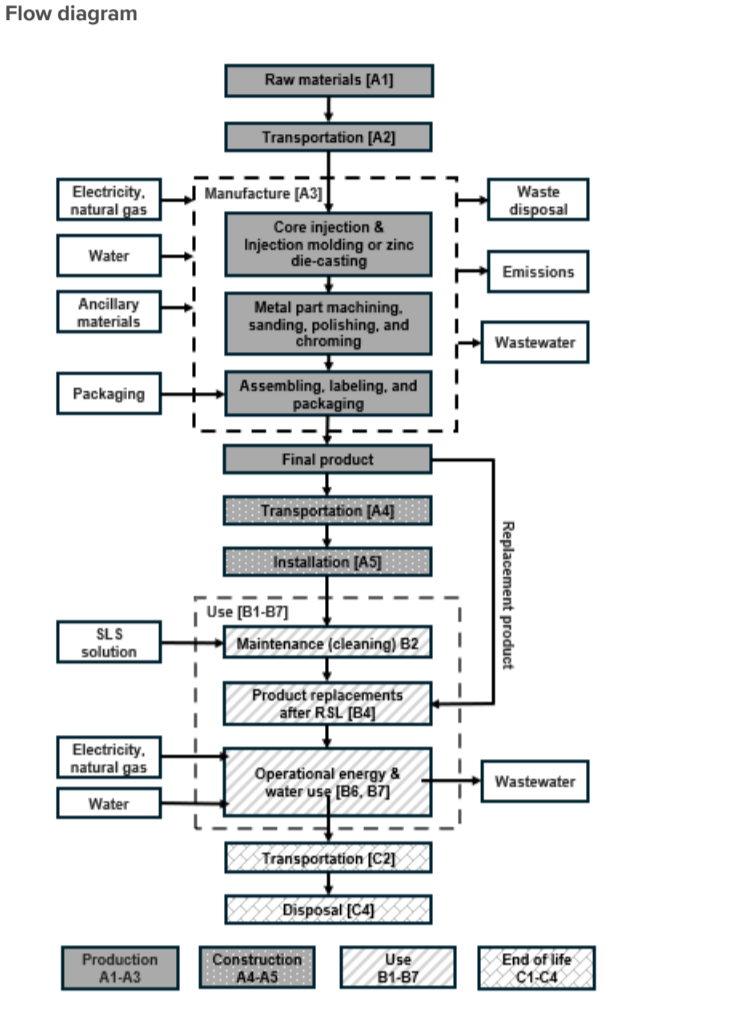 Flow diagram
Raw materials [A1]
Transportation [A2]
Electricity,
natural gas
Manufacture [A3]
Waste
disposal
Core injection &
Injection molding or zinc
die-casting
Water
Emissions
Ancillary
materials
Metal part machining,
sanding, polishing, and
chroming
Wastewater
Packaging
Assembling, labeling, and
packaging
Final product
Transportation [A4]
Replacement product
Installation [A5]
Use [B1-B7]
SLS
solution
Maintenance (cleaning) B2
Product replacements
after RSL [B4]
Electricity,
natural gas
Operational energy &
water use [B6, B7]
Wastewater
Water
Transportation [C2]
Disposal [C4]
Production
A1-A3
Construction
A4-A5
Use
B1-B7
End of life
C1-C4